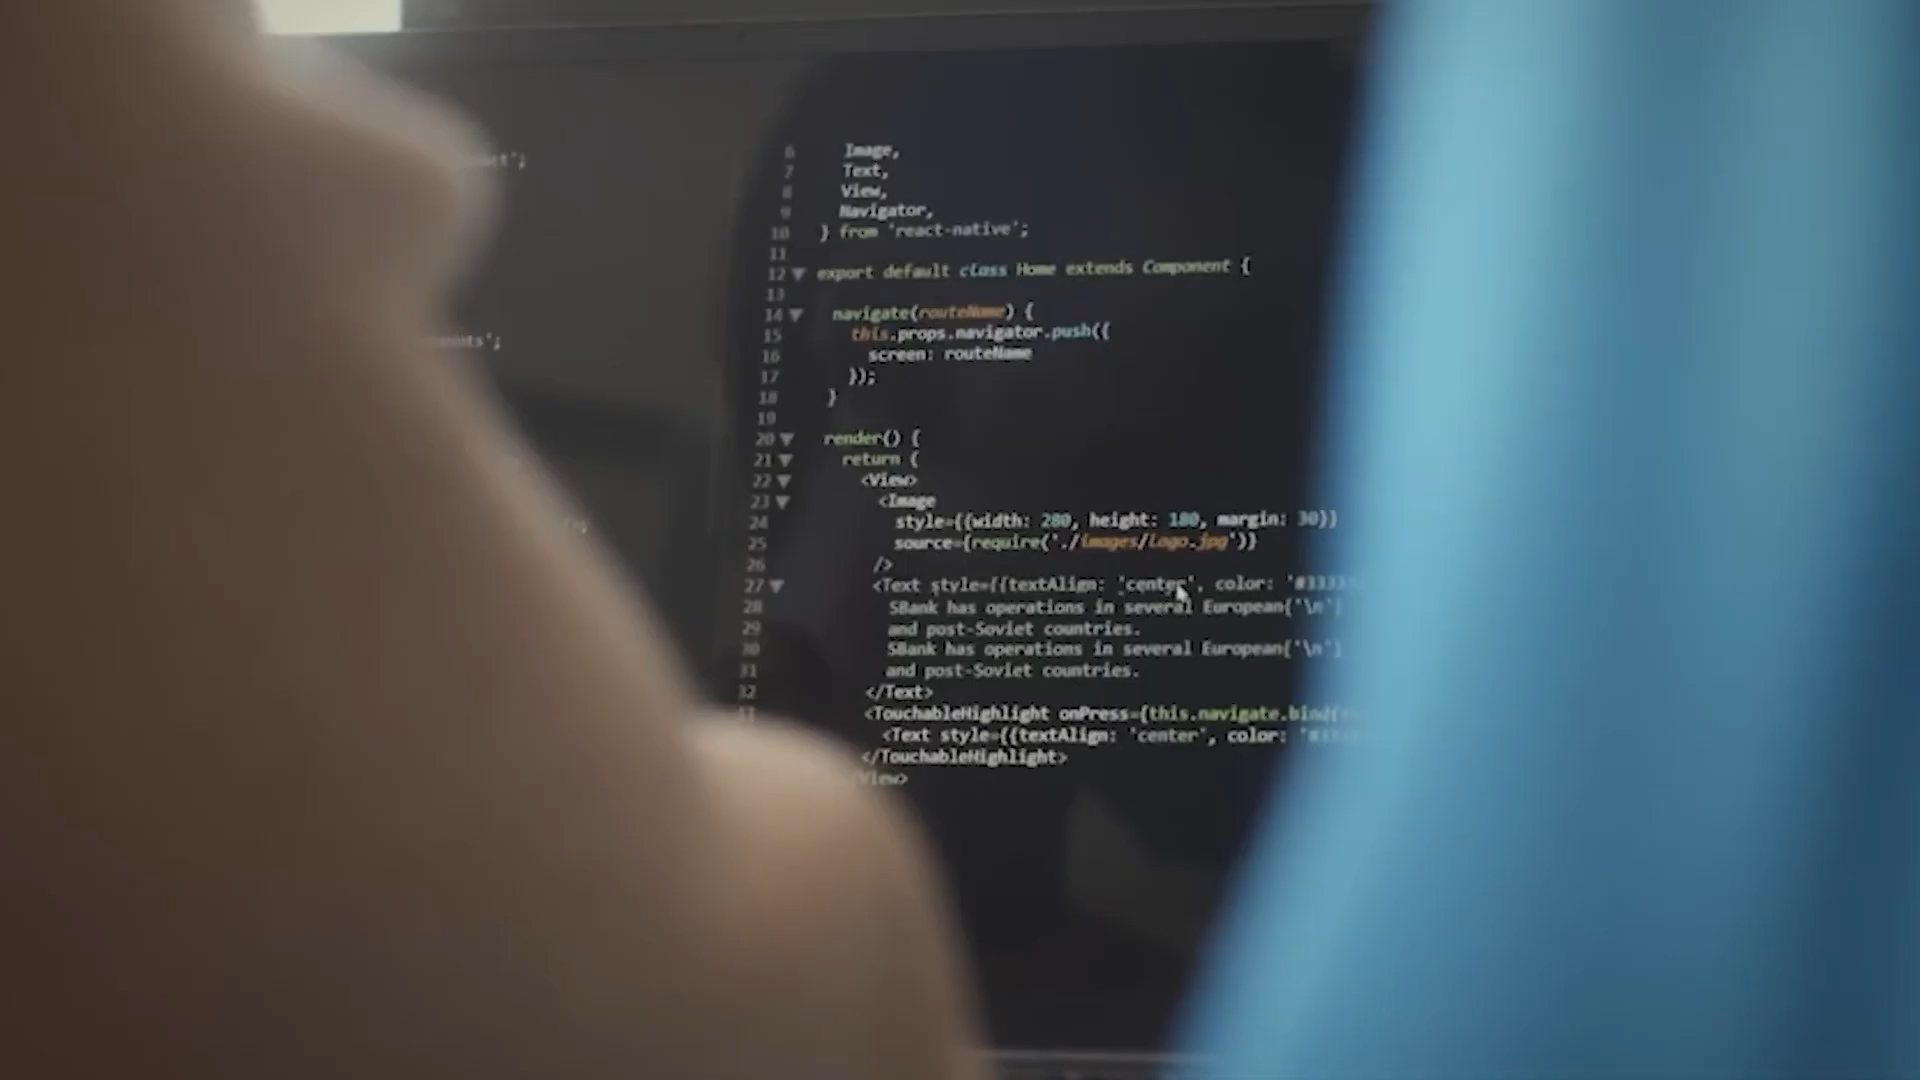 6 Image,
7 Text,
8 View,
9 Navigator,
10 } from 'react-native';
11
12 export default class Home extends Component {
13
14 navigate(routeName) {
15 this.props.navigator.push({
16 screen: routeName
17 });
18 }
19
20 render() {
21 return (
22 <View>
23 <Image
24 style={{width: 280, height: 180, margin: 30}}
25 source={require('./images/logo.jpg')}
26 />
27 <Text style={{textAlign: 'center', color:
28 SBank has operations in several European{'\n'}
29 and post-Soviet countries.
30 SBank has operations in several European{'\n'}
31 and post-Soviet countries.
32 </Text>
<TouchableHighlight onPress={this.navigate.bind(
<Text style={{textAlign: 'center', color:
</TouchableHighlight>
/View>